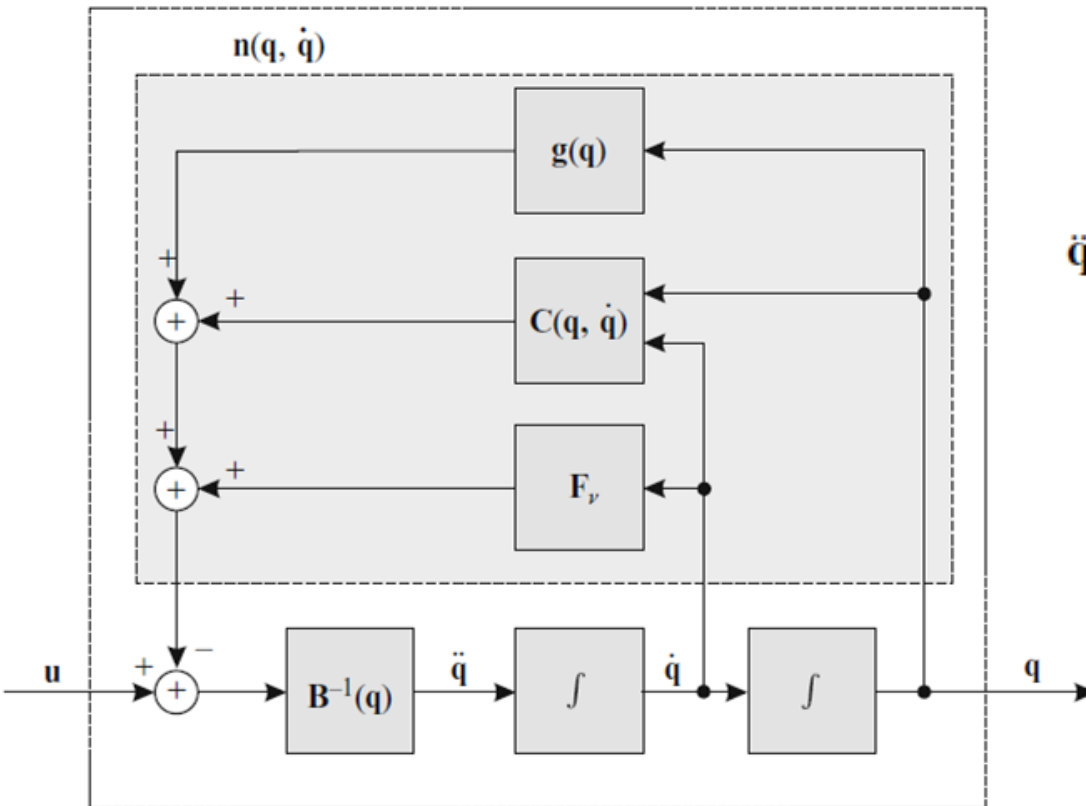 n(q, q̇)
g(q)
q̈
+
+
+
C(q, q̇)
+
+
+
F_ν
−
u
+
+
B⁻¹(q)
q̈
∫
q̇
∫
q